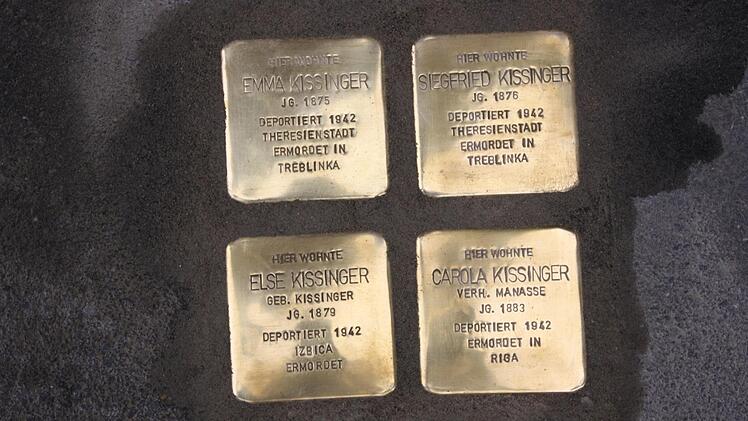 HIER WOHNTE
EMMA KISSINGER
JG. 1875
DEPORTIERT 1942
THERESIENSTADT
ERMORDET IN
TREBLINKA
HIER WOHNTE
SIEGFRIED KISSINGER
JG. 1876
DEPORTIERT 1942
THERESIENSTADT
ERMORDET IN
TREBLINKA
HIER WOHNTE
ELSE KISSINGER
GEB. KISSINGER
JG. 1879
DEPORTIERT 1942
IZBICA
ERMORDET
HIER WOHNTE
CAROLA KISSINGER
VERH. MANASSE
JG. 1883
DEPORTIERT 1942
ERMORDET IN
RIGA